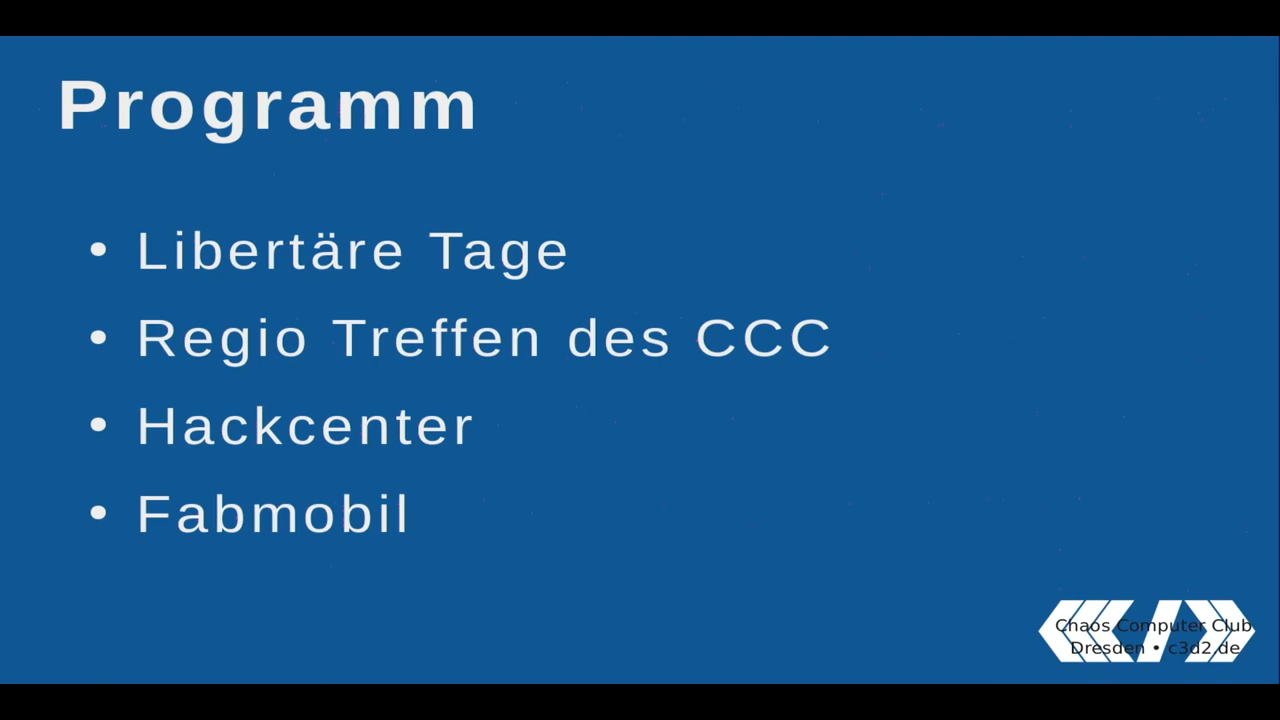 Programm
• Libertäre Tage
• Regio Treffen des CCC
• Hackcenter
• Fabmobil
Chaos Computer Club
Dresden • c3d2.de